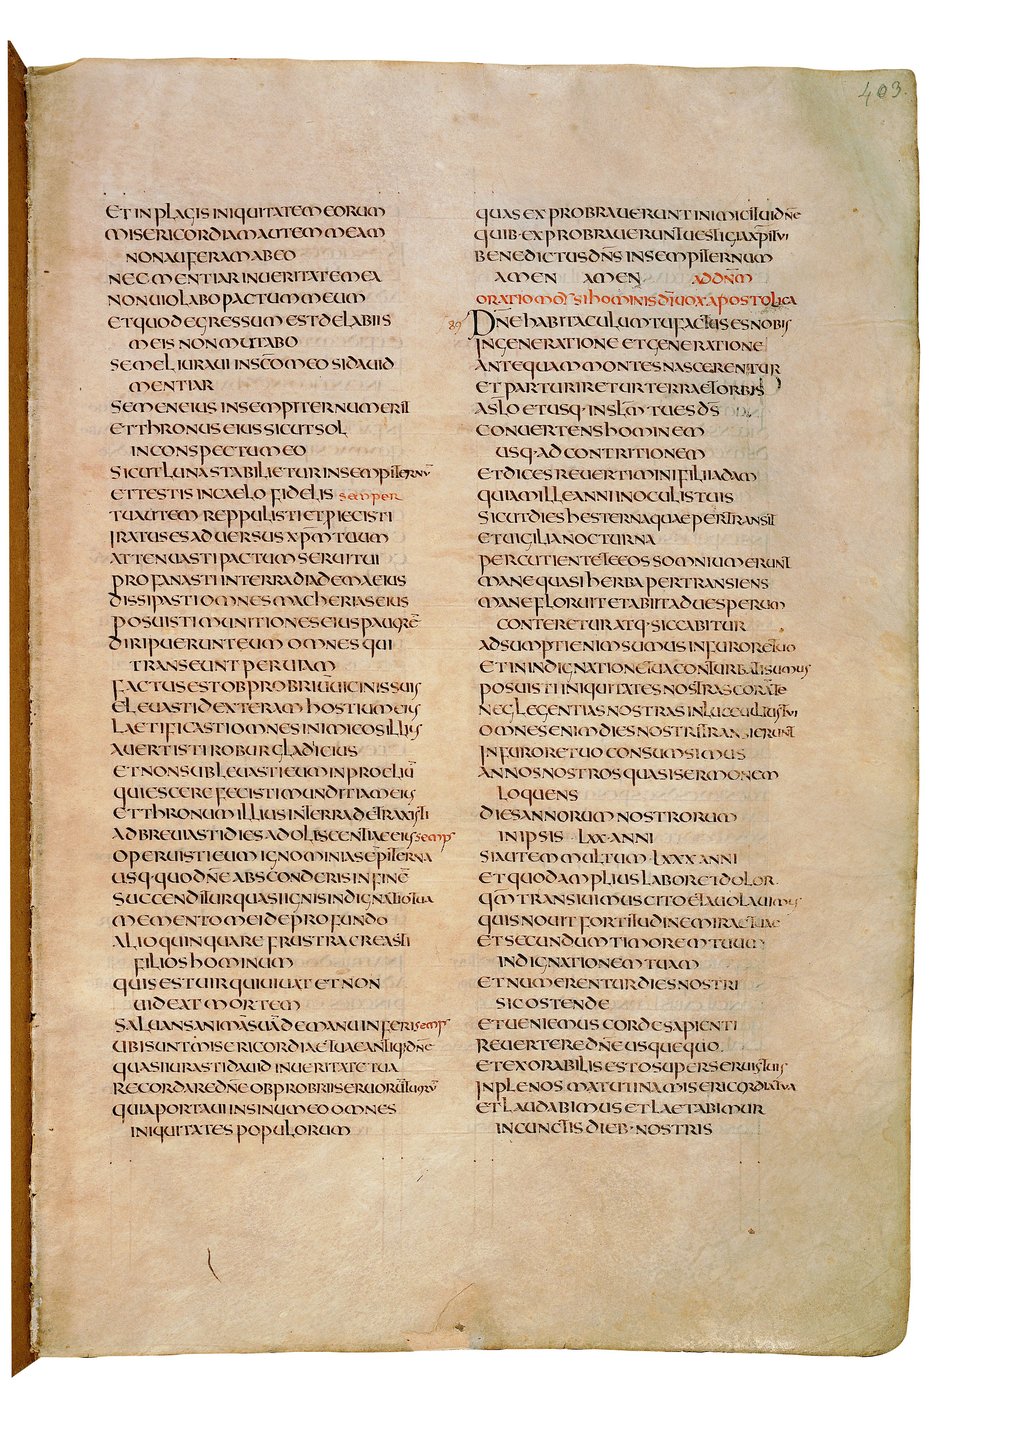 403.
ET IN PLAGIS INIQUITATEM EORUM
MISERICORDIAM AUTEM MEAM
NON AUFERAM AB EO
NEC MENTIAR IN UERITATE MEA
NON UIOLABO PACTUM MEUM
ET QUOD EGRESSUM EST DE LABIIS
MEIS NON MUTABO
SEMEL IURAUI IN SCO MEO SI DAUID
MENTIAR
SEMEN EIUS IN SEMPITERNUM ERIT
ET THRONUS EIUS SICUT SOL
IN CONSPECTU MEO
SICUT LUNA STABILIETUR IN SEMPITERNU
ET TESTIS IN CAELO FIDELIS semper
TU AUTEM REPPULISTI ET PIECISTI
IRATUS ES ADUERSUS XPM TUUM
ATTENUASTI PACTUM SERUI TUI
PROFANASTI IN TERRA DIADEMA EIUS
DISSIPASTI OMNES MACHERIAS EIUS
POSUISTI MUNITIONES EIUS PAUORE
DIRIPUERUNT EUM OMNES QUI
TRANSEUNT PER UIAM
FACTUS EST OBPROBRIU UICINIS SUIS
ELEUASTI DEXTERAM HOSTIUM EIUS
LAETIFICASTI OMNES INIMICOS ILLIUS
AUERTISTI ROBUR GLADII EIUS
ET NON SUBLEUASTI EUM IN PROELIU
QUIESCERE FECISTI MUNDITIAM EIUS
ET THRONUM ILLIUS IN TERRA DETRAXISTI
ADBREUIASTI DIES ADOLISCENTIAE EIUS semp
OPERUISTI EUM IGNOMINIA SEPITERNA
USQ· QUO DNE ABSCONDERIS IN FINE
SUCCENDITUR QUASI IGNIS INDIGNATIO TUA
MEMENTO MEI DE PROFUNDO
ALIOQUIN QUARE FRUSTRA CREASTI
FILIOS HOMINUM
QUIS EST UIR QUI UIUAT ET NON
UIDEAT MORTEM
SALUANS ANIMA SUA DE MANU INFERI semp
UBI SUNT MISERICORDIAE TUAE ANTIQ· DNE
QUAS IURASTI DAUID IN UERITATE TUA
RECORDARE DNE OBPROBRII SERUORU TUORU
QUIA PORTAUI IN SINU MEO OMNES
INIQUITATES POPULORUM
QUAS EXPROBRAUERUNT INIMICI TUI DNE
QUIB· EXPROBRAUERUNT UESTIGIA XPI TUI
BENEDICTUS DNS IN SEMPITERNUM
AMEN AMEN AD DNM
ORATIO MOSI HOMINIS DI UOX APOSTOLICA
89 DNE HABITACULUM TU FACTUS ES NOBIS
IN GENERATIONE ET GENERATIONE
ANTEQUAM MONTES NASCERENTUR
ET PARTURIRETUR TERRA ET ORBIS
A SLO ET USQ· IN SLM TU ES DS
CONUERTENS HOMINEM
USQ· AD CONTRITIONEM
ET DICES REUERTIMINI FILII ADAM
QUIA MILLE ANNI IN OCULIS TUIS
SICUT DIES HESTERNA QUAE PERTRANSIIT
ET UIGILIA NOCTURNA
PERCUTIENTE TE EOS SOMNIUM ERUNT
MANE QUASI HERBA PERTRANSIENS
MANE FLORUIT ET ABIIT AD UESPERUM
CONTERETUR ATQ· SICCABITUR
ADSUMPTI ENIM SUMUS IN FURORE TUO
ET IN INDIGNATIONE TUA CONTURBATI SUMUS
POSUISTI INIQUITATES NOSTRAS CORA TE
NEGLEGENTIAS NOSTRAS IN LUCE UULTUS TUI
OMNES ENIM DIES NOSTRI TRANSIERUNT
IN FURORE TUO CONSUMSIMUS
ANNOS NOSTROS QUASI SERMONEM
LOQUENS
DIES ANNORUM NOSTRORUM
IN IPSIS LXX · ANNI
SI AUTEM MULTUM · LXXX ANNI
ET QUOD AMPLIUS LABOR ET DOLOR
QM TRANSIUIMUS CITO ET AUOLAUIMUS
QUIS NOUIT FORTITUDINEM IRAE TUAE
ET SECUNDUM TIMOREM TUUM
INDIGNATIONEM TUAM
ET NUMERENTUR DIES NOSTRI
SIC OSTENDE
ET UENIEMUS CORDE SAPIENTI
REUERTERE DNE USQUEQUO
ET EXORABILIS ESTO SUPER SERUIS TUIS
INPLE NOS MATUTINA MISERICORDIA TUA
ET LAUDABIMUS ET LAETABIMUR
IN CUNCTIS DIEB· NOSTRIS